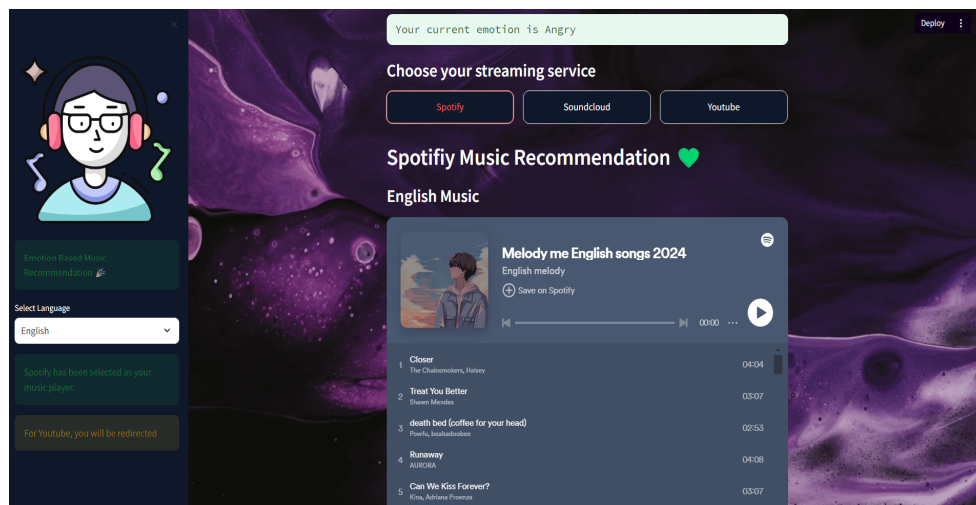 Your current emotion is Angry
Deploy
Choose your streaming service
Spotify
Soundcloud
Youtube
Spotifiy Music Recommendation
English Music
Emotion Based Music
Recommendation
Select Language
English
Spotify has been selected as your
music player.
For Youtube, you will be redirected
Melody me English songs 2024
English melody
Save on Spotify
00:00
1 Closer 04:04
The Chainsmokers, Halsey
2 Treat You Better 03:07
Shawn Mendes
3 death bed (coffee for your head) 02:53
Powfu, beabadoobee
4 Runaway 04:08
AURORA
5 Can We Kiss Forever? 03:07
Kina, Adriana Proenza